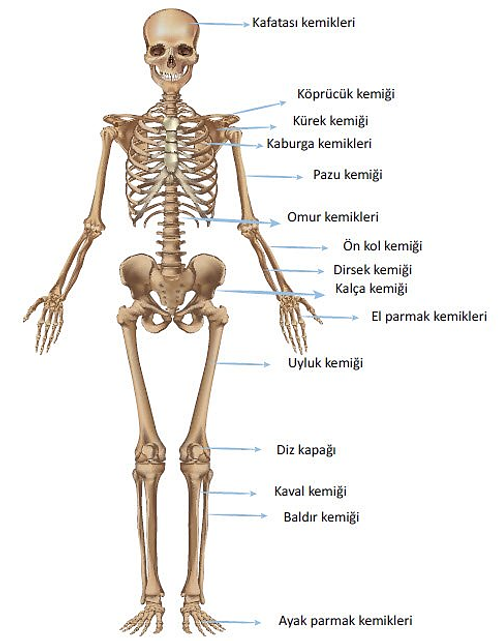 Kafatası kemikleri
Köprücük kemiği
Kürek kemiği
Kaburga kemikleri
Pazu kemiği
Omur kemikleri
Ön kol kemiği
Dirsek kemiği
Kalça kemiği
El parmak kemikleri
Uyluk kemiği
Diz kapağı
Kaval kemiği
Baldır kemiği
Ayak parmak kemikleri